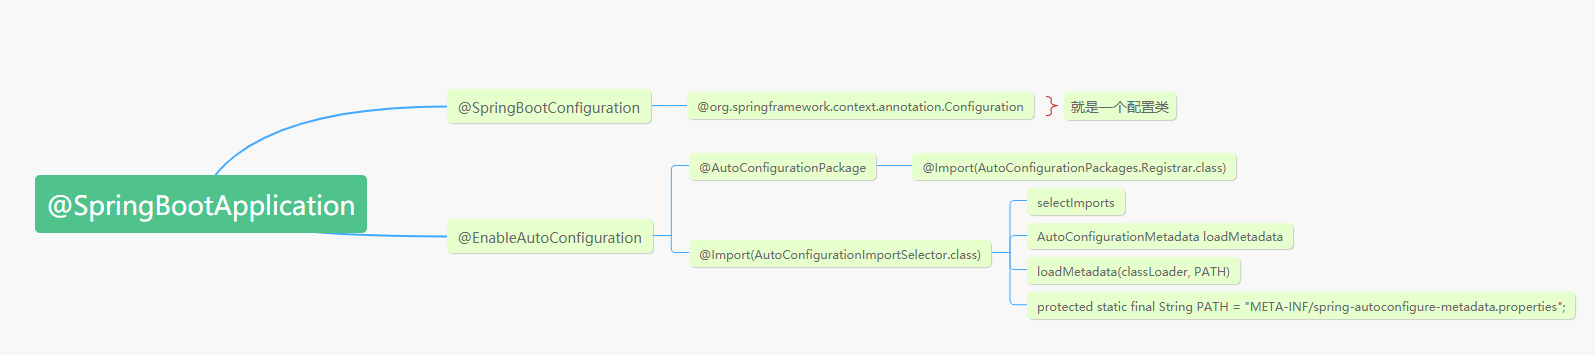 @SpringBootApplication
@SpringBootConfiguration
@org.springframework.context.annotation.Configuration
就是一个配置类
@EnableAutoConfiguration
@AutoConfigurationPackage
@Import(AutoConfigurationPackages.Registrar.class)
@Import(AutoConfigurationImportSelector.class)
selectImports
AutoConfigurationMetadata loadMetadata
loadMetadata(classLoader, PATH)
protected static final String PATH = "META-INF/spring-autoconfigure-metadata.properties";